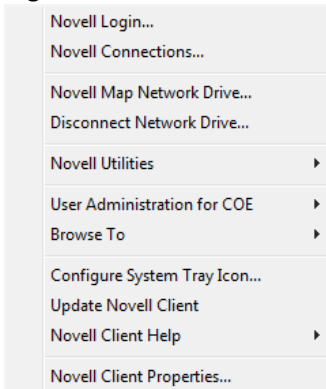 Novell Login...
Novell Connections...
Novell Map Network Drive...
Disconnect Network Drive...
Novell Utilities
User Administration for COE
Browse To
Configure System Tray Icon...
Update Novell Client
Novell Client Help
Novell Client Properties...